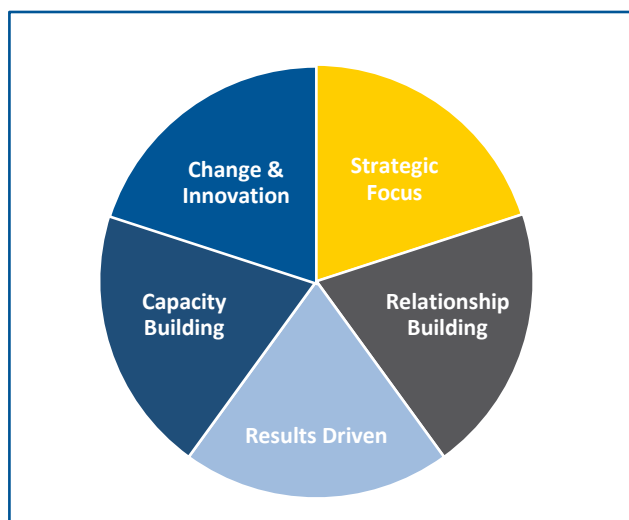 Change &
Innovation
Strategic
Focus
Capacity
Building
Relationship
Building
Results Driven